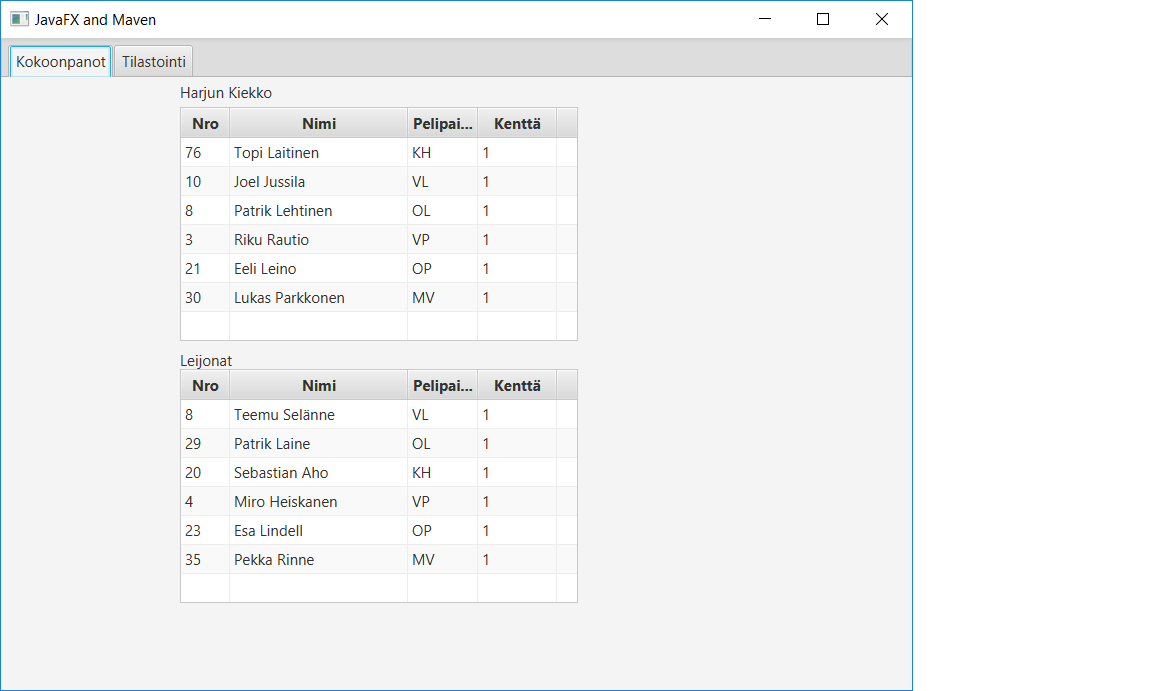 JavaFX and Maven
Kokoonpanot Tilastointi
Harjun Kiekko
Nro Nimi Pelipai... Kenttä
76 Topi Laitinen KH 1
10 Joel Jussila VL 1
8 Patrik Lehtinen OL 1
3 Riku Rautio VP 1
21 Eeli Leino OP 1
30 Lukas Parkkonen MV 1
Leijonat
Nro Nimi Pelipai... Kenttä
8 Teemu Selänne VL 1
29 Patrik Laine OL 1
20 Sebastian Aho KH 1
4 Miro Heiskanen VP 1
23 Esa Lindell OP 1
35 Pekka Rinne MV 1